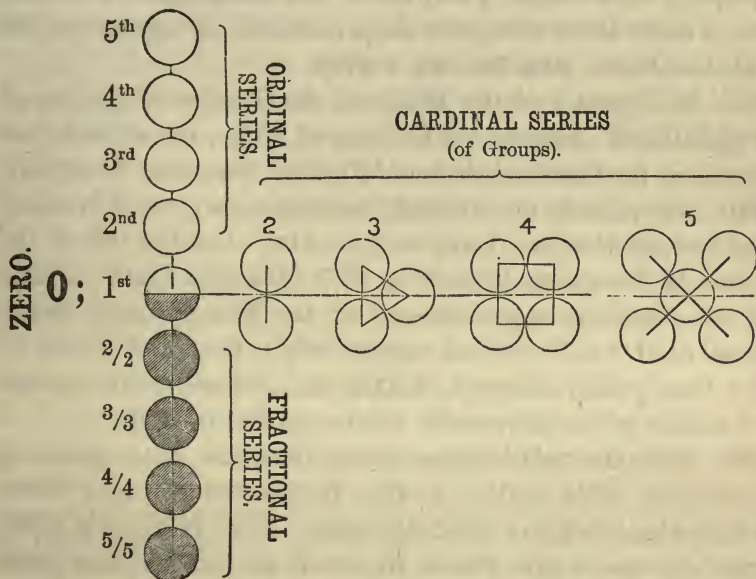 5th
4th
3rd
2nd
ORDINAL
SERIES.
CARDINAL SERIES
(of Groups).
2
3
4
5
ZERO.
0; 1st
2/2
3/3
4/4
5/5
FRACTIONAL
SERIES.